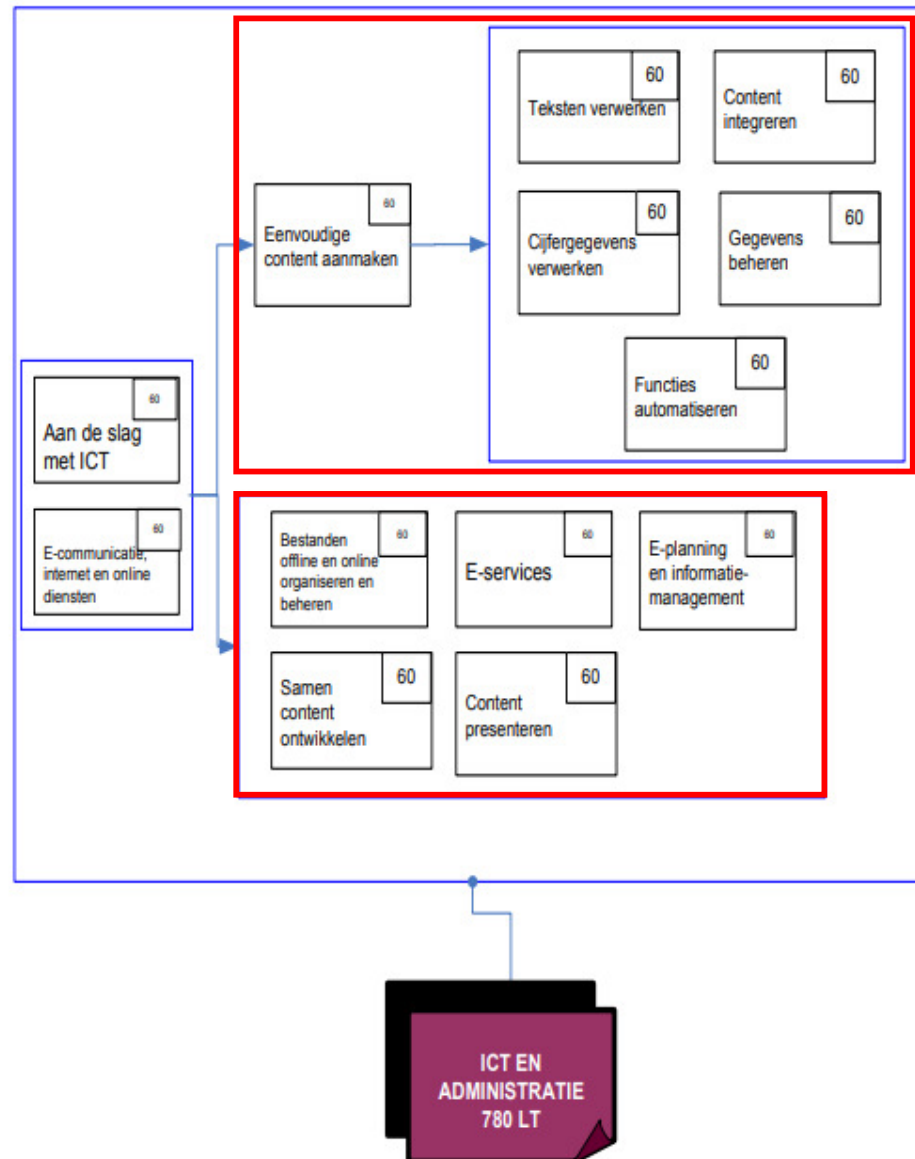 60
Teksten verwerken
60
Content
integreren
60
Eenvoudige
content aanmaken
60
Cijfergegevens
verwerken
60
Gegevens
beheren
60
Functies
automatiseren
60
Aan de slag
met ICT
60
E-communicatie,
internet en online
diensten
60
Bestanden
offline en online
organiseren en
beheren
60
E-services
60
E-planning
en informatie-
management
60
Samen
content
ontwikkelen
60
Content
presenteren
60
ICT EN
ADMINISTRATIE
780 LT